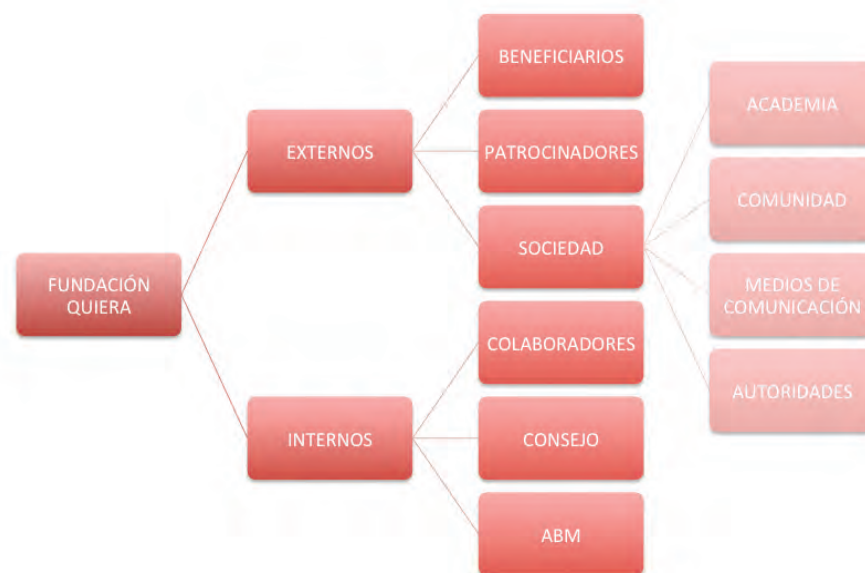 FUNDACIÓN
QUIERA
EXTERNOS
BENEFICIARIOS
PATROCINADORES
SOCIEDAD
ACADEMIA
COMUNIDAD
MEDIOS DE
COMUNICACIÓN
AUTORIDADES
INTERNOS
COLABORADORES
CONSEJO
ABM